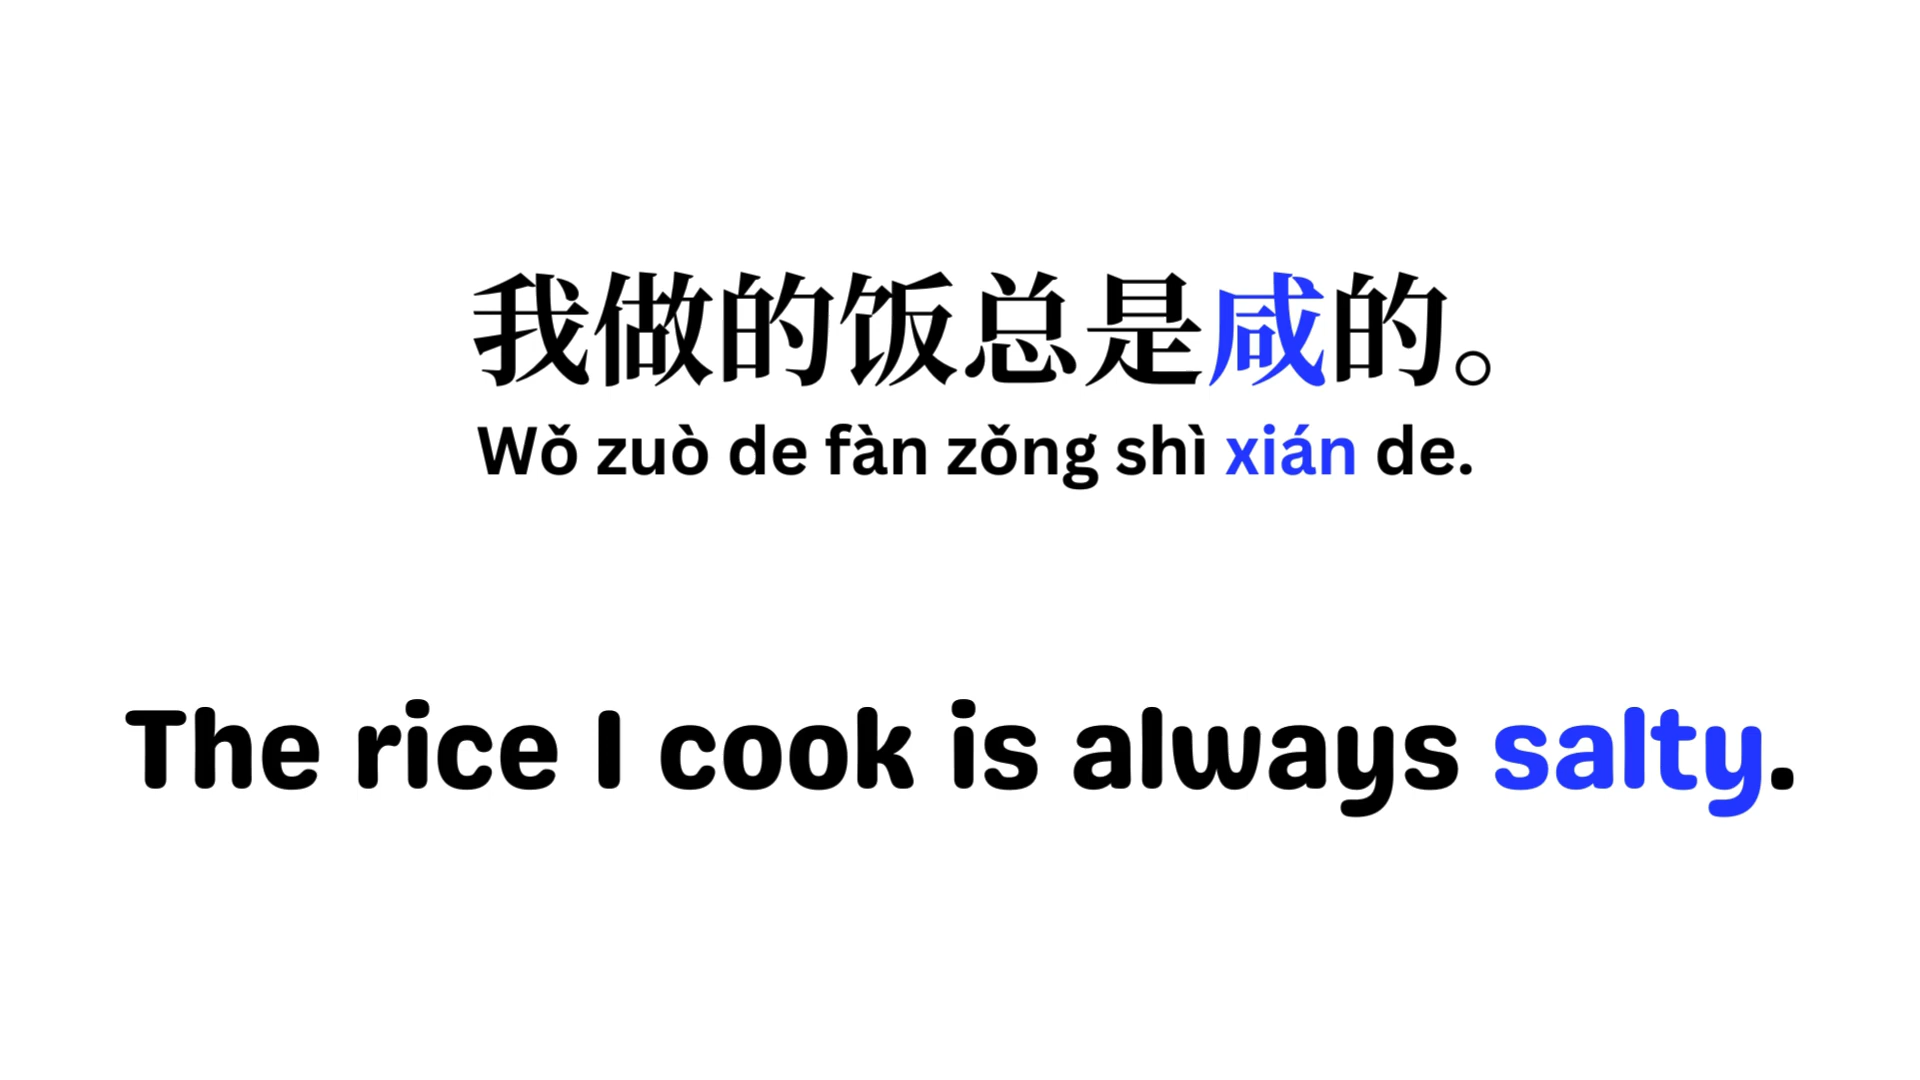 我做的饭总是咸的。
Wǒ zuò de fàn zǒng shì xián de.
The rice I cook is always salty.